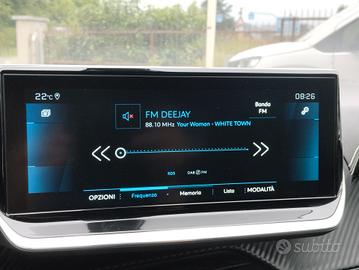 22°C
08:26
FM DEEJAY
Banda
FM
88.10 MHz Your Woman - WHITE TOWN
RDS
DAB FM
OPZIONI
Frequenza
Memoria
Lista
MODALITÀ
subito